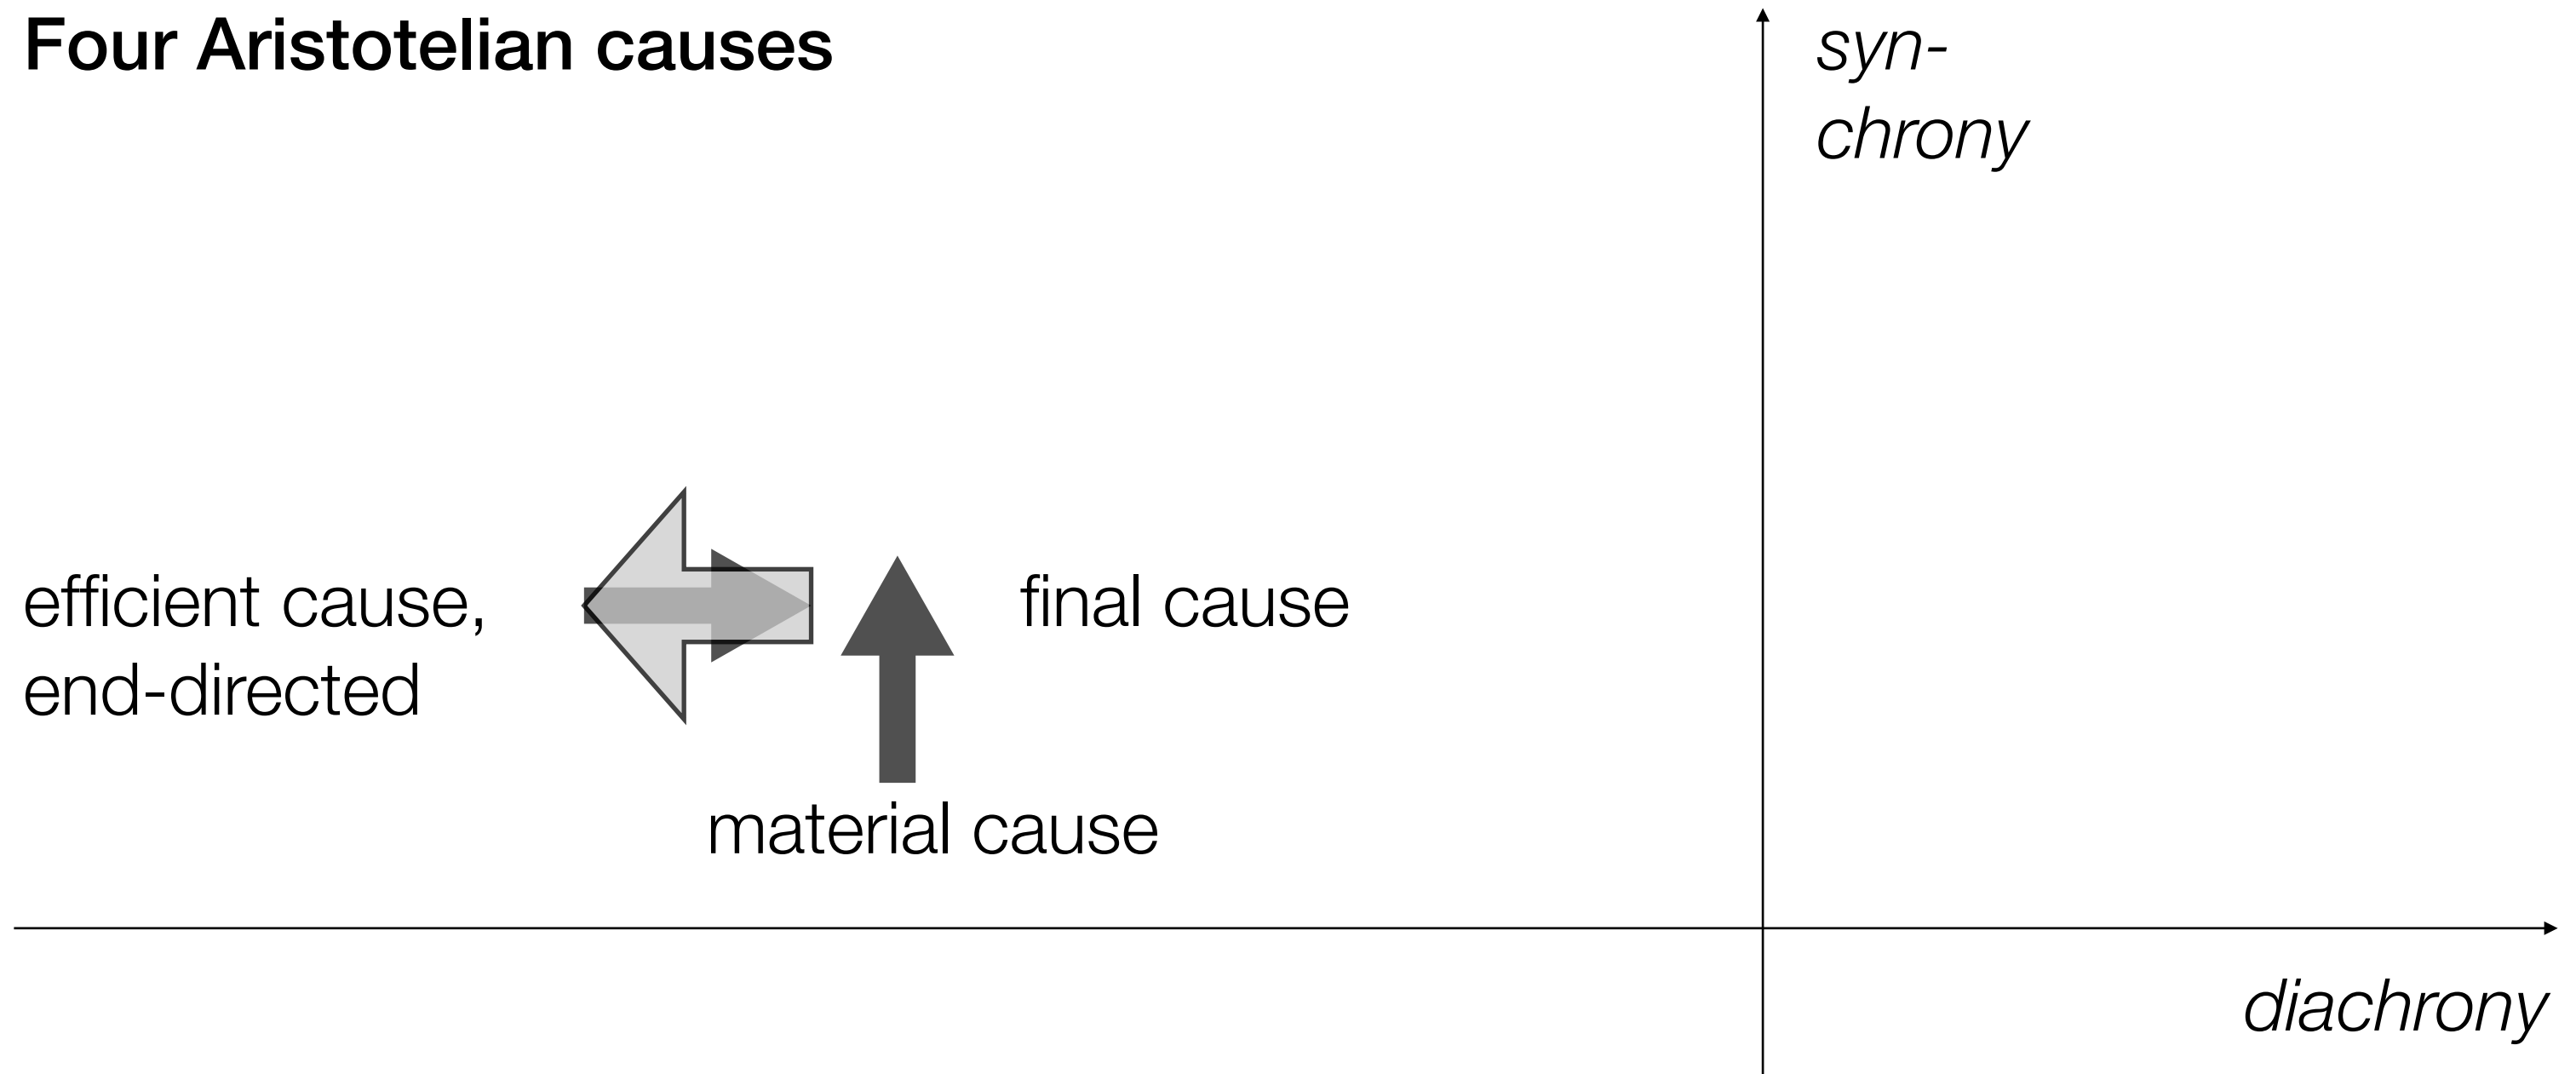 Four Aristotelian causes
syn-
chrony
efficient cause,
end-directed
final cause
material cause
diachrony